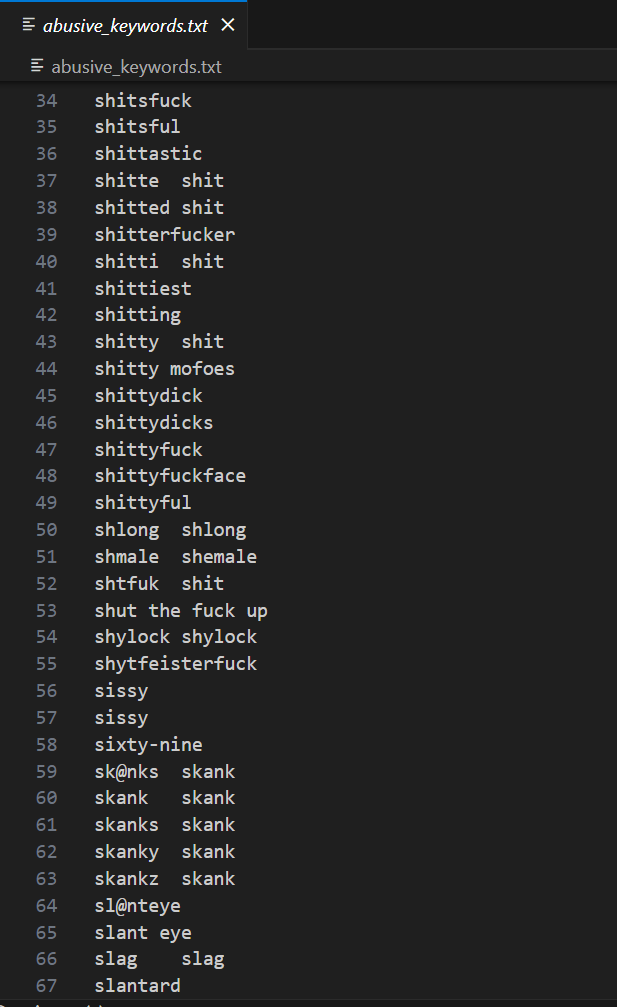 abusive_keywords.txt
abusive_keywords.txt
34 shitsfuck
35 shitsful
36 shittastic
37 shitte shit
38 shitted shit
39 shitterfucker
40 shitti shit
41 shittiest
42 shitting
43 shitty shit
44 shitty mofoes
45 shittydick
46 shittydicks
47 shittyfuck
48 shittyfuckface
49 shittyful
50 shlong shlong
51 shmale shemale
52 shtfuk shit
53 shut the fuck up
54 shylock shylock
55 shytfeisterfuck
56 sissy
57 sissy
58 sixty-nine
59 sk@nks skank
60 skank skank
61 skanks skank
62 skanky skank
63 skankz skank
64 sl@nteye
65 slant eye
66 slag slag
67 slantard